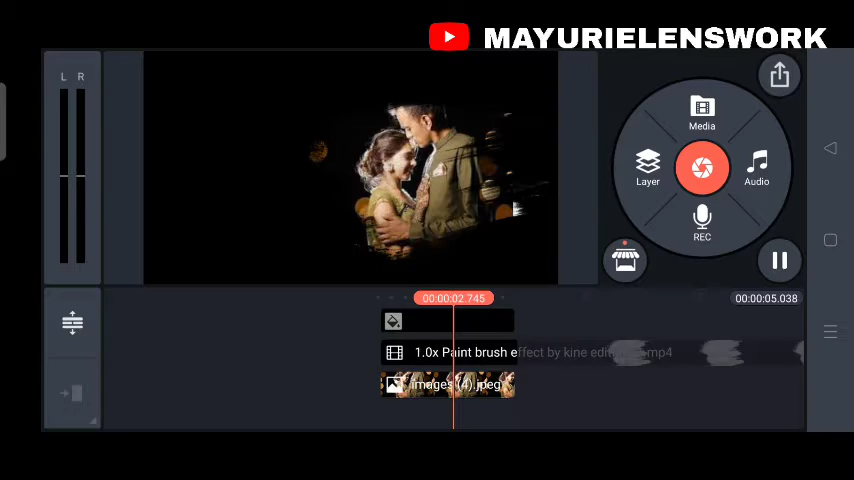 MAYURIELENSWORK
L R
Media
Layer
Audio
REC
00:00:02.745
00:00:05.038
1.0x Paint brush effect by kine edit
.mp4
images (4).jpeg